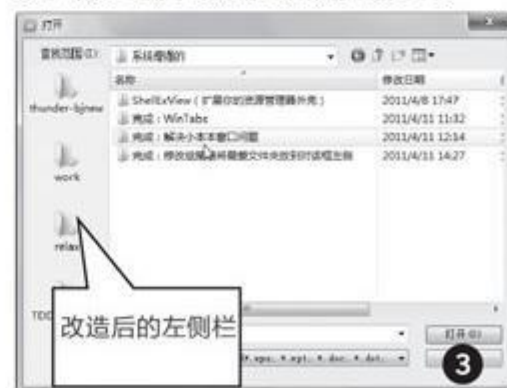 打开
查找范围(I):
系统增强的
名称
修改日期
thunder-bjnew
ShellExView(扩展你的资源管理器外壳)
2011/4/8 17:47
完成:WinTabs
2011/4/11 11:32
完成:解决小本本窗口问题
2011/4/11 12:14
2011/4/11 14:27
work
relax
改造后的左侧栏
打开(O)
3